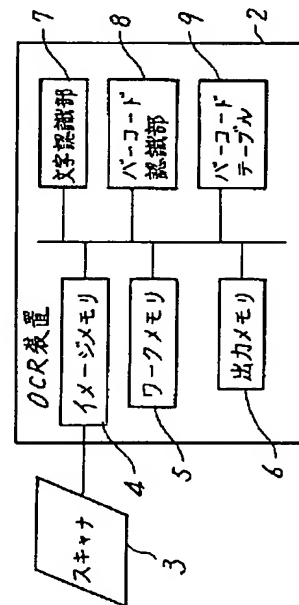 OCR装置
2
スキャナ
3
イメージメモリ
4
ワークメモリ
5
出力メモリ
6
文字認識部
7
バーコード
認識部
8
バーコード
テーブル
9